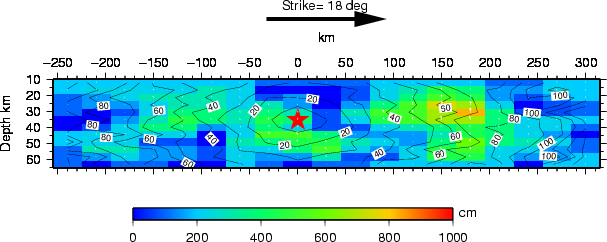 Strike= 18 deg
km
−250 −200 −150 −100 −50 0 50 100 150 200 250 300
Depth km
10
20
30
40
50
60
20 100
80 60 40 20 50 100
80 40 80
60 40 20 60 80
80 20 100
60 40 60 100
cm
0 200 400 600 800 1000